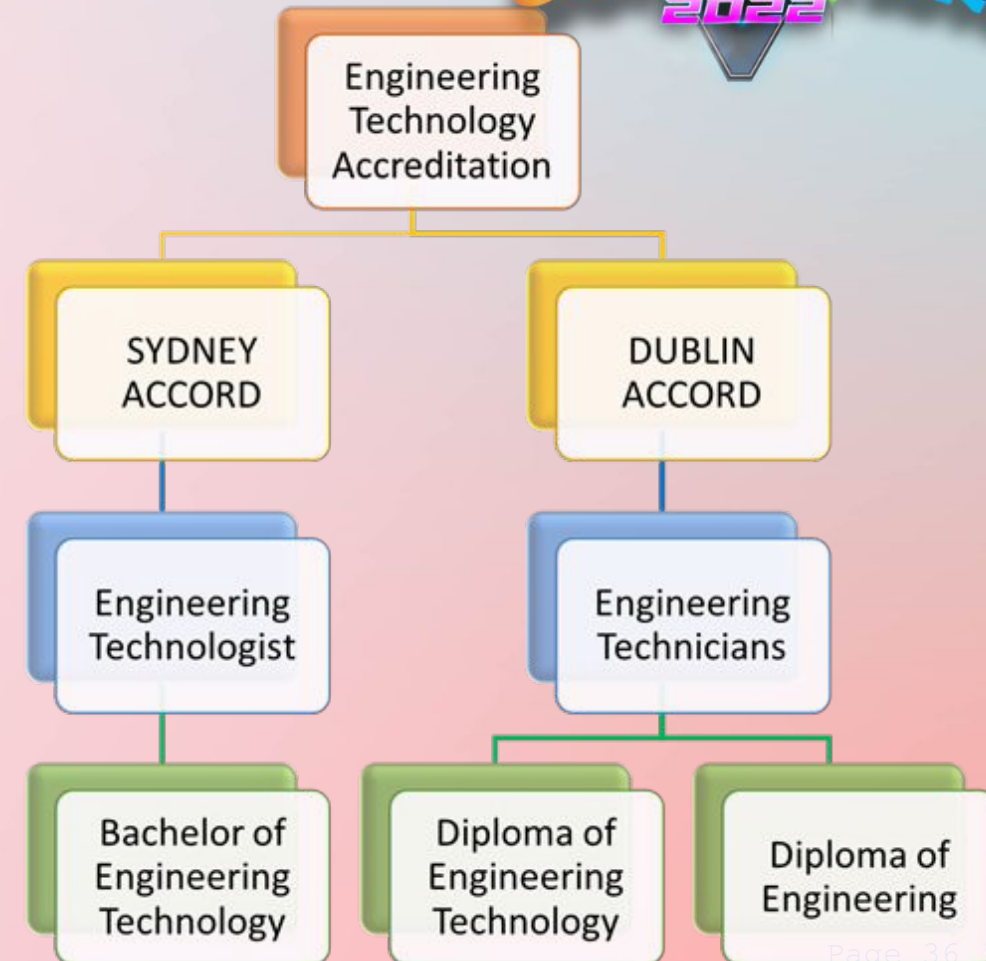 2022
Engineering
Technology
Accreditation
SYDNEY
ACCORD
DUBLIN
ACCORD
Engineering
Technologist
Engineering
Technicians
Bachelor of
Engineering
Technology
Diploma of
Engineering
Technology
Diploma of
Engineering
Page 36